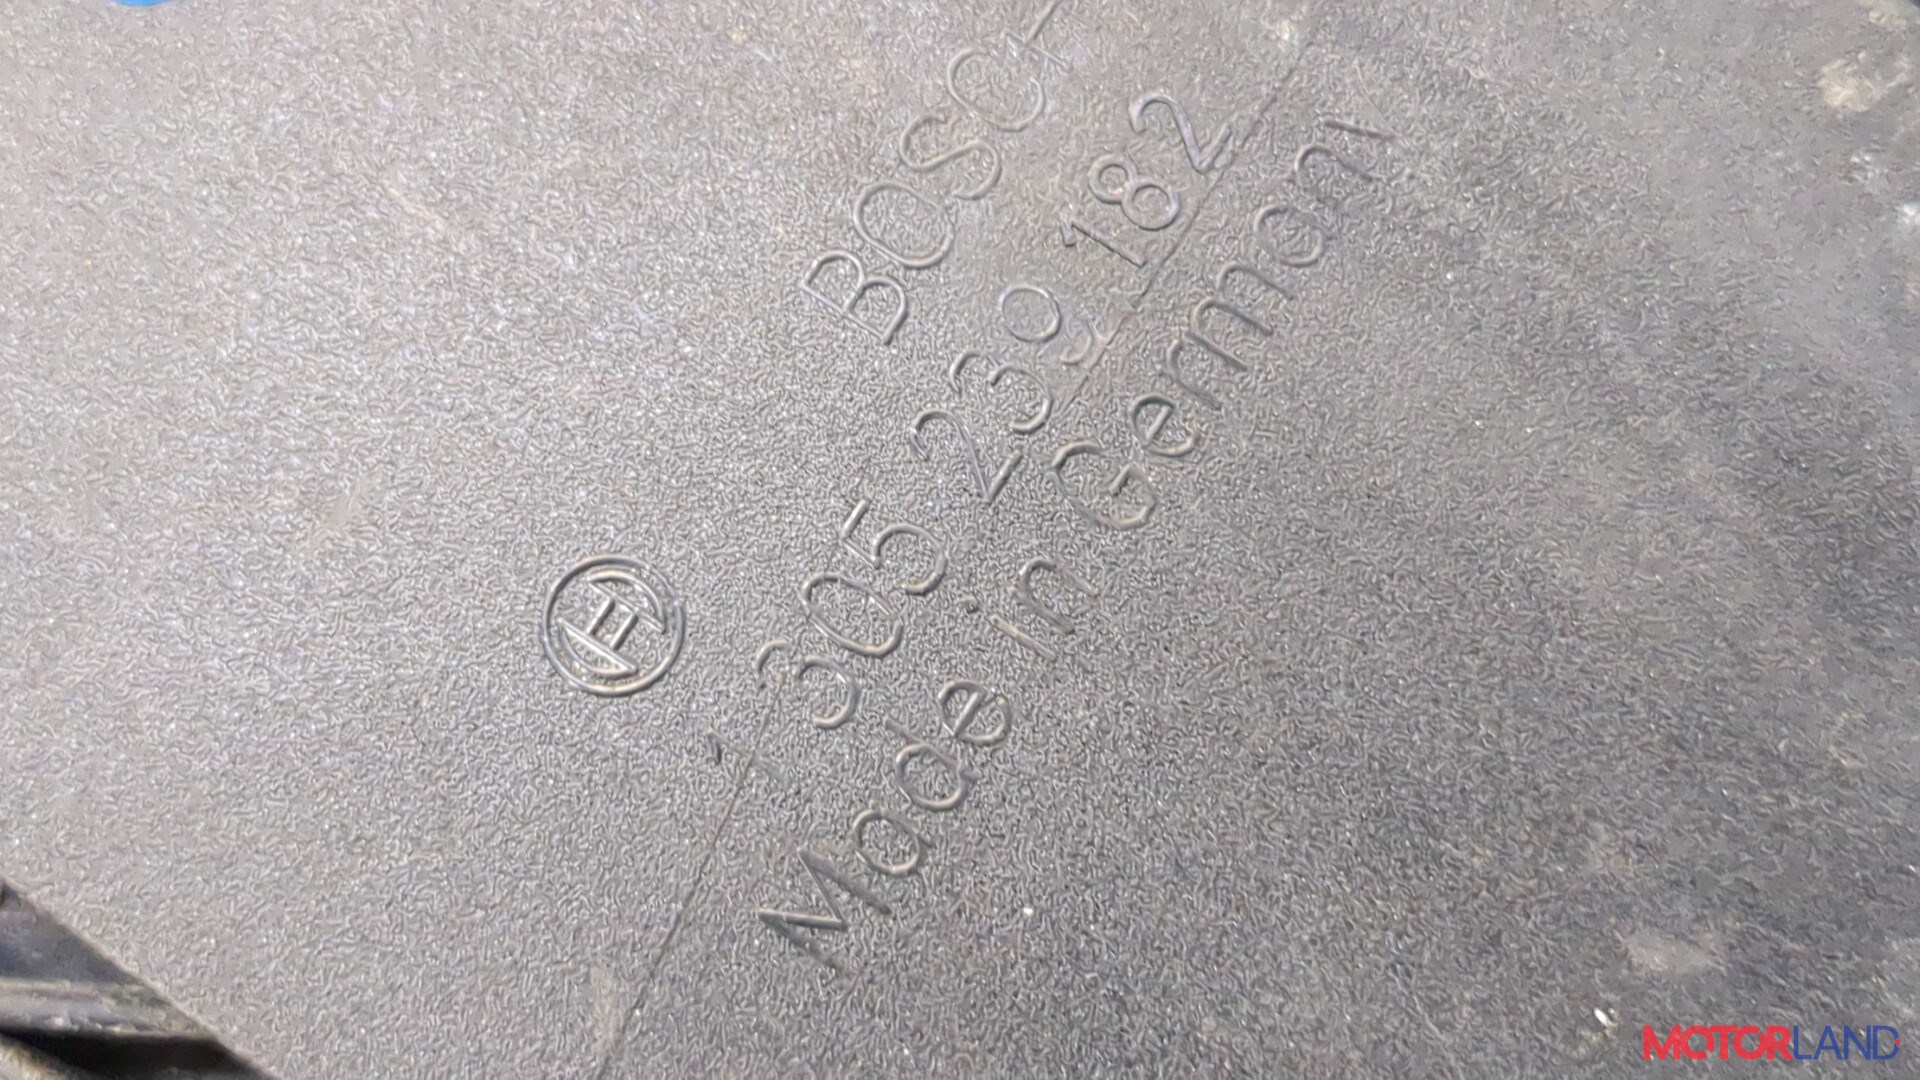 BOSCH
1 305 239 182
Made in Germany
MOTORLAND